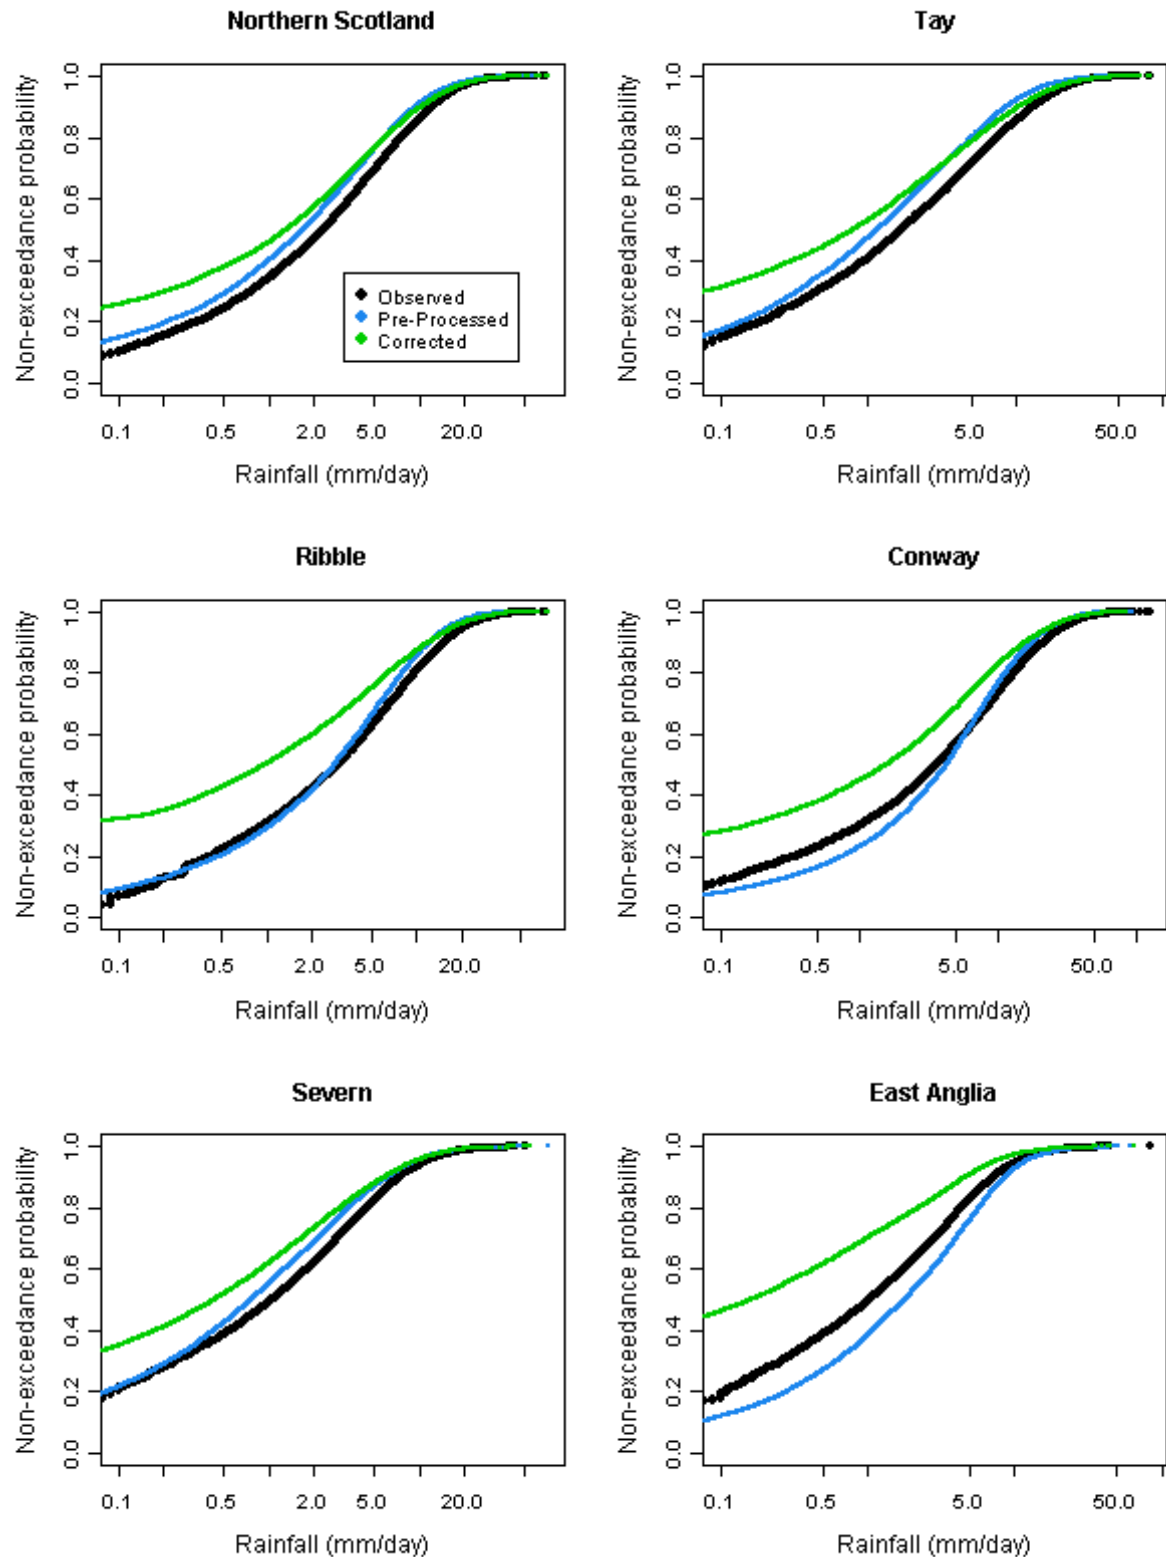 Northern Scotland
Non-exceedance probability
0.0 0.2 0.4 0.6 0.8 1.0
Observed
Pre-Processed
Corrected
0.1 0.5 2.0 5.0 20.0
Rainfall (mm/day)
Tay
Non-exceedance probability
0.0 0.2 0.4 0.6 0.8 1.0
0.1 0.5 5.0 50.0
Rainfall (mm/day)
Ribble
Non-exceedance probability
0.0 0.2 0.4 0.6 0.8 1.0
0.1 0.5 2.0 5.0 20.0
Rainfall (mm/day)
Conway
Non-exceedance probability
0.0 0.2 0.4 0.6 0.8 1.0
0.1 0.5 5.0 50.0
Rainfall (mm/day)
Severn
Non-exceedance probability
0.0 0.2 0.4 0.6 0.8 1.0
0.1 0.5 2.0 5.0 20.0
Rainfall (mm/day)
East Anglia
Non-exceedance probability
0.0 0.2 0.4 0.6 0.8 1.0
0.1 0.5 5.0 50.0
Rainfall (mm/day)